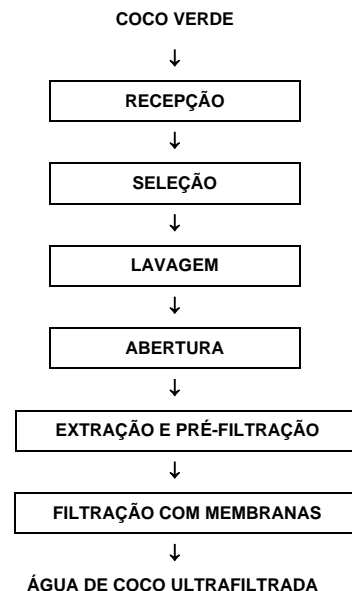 COCO VERDE
RECEPÇÃO
SELEÇÃO
LAVAGEM
ABERTURA
EXTRAÇÃO E PRÉ-FILTRAÇÃO
FILTRAÇÃO COM MEMBRANAS
ÁGUA DE COCO ULTRAFILTRADA